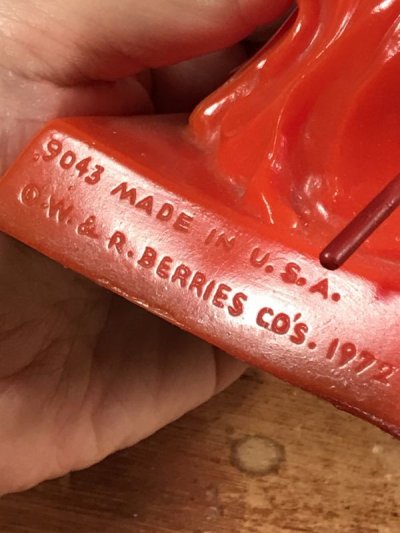 9043 MADE IN U.S.A.
©.W. & R. BERRIES CO'S. 1972